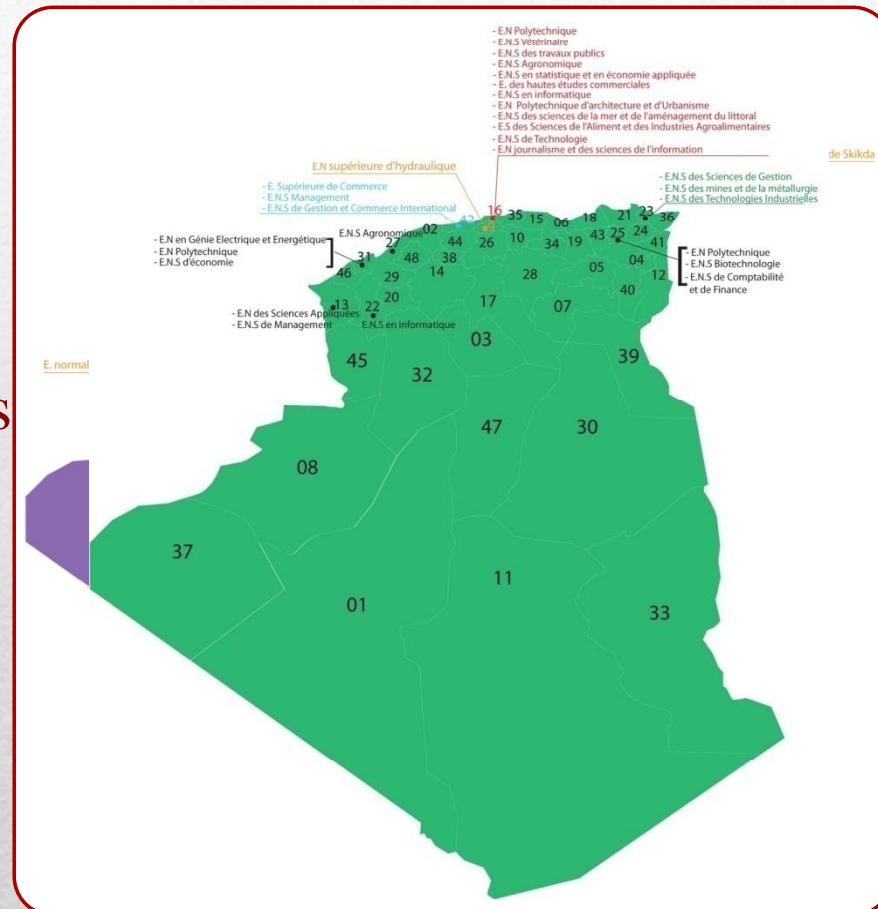 - E.N Polytechnique
- E.N.S Vétérinaire
- E.N.S des travaux publics
- E.N.S Agronomique
- E.N.S en statistique et en économie appliquée
- E. des hautes études commerciales
- E.N.S en informatique
- E.N Polytechnique d'architecture et d'Urbanisme
- E.N.S des sciences de la mer et de l'aménagement du littoral
- E.S des Sciences de l'Aliment et des Industries Agroalimentaires
- E.N.S de Technologie
- E.N journalisme et des sciences de l'information
de Skikda
E.N supérieure d'hydraulique
- E. Supérieure de Commerce
- E.N.S Management
- E.N.S de Gestion et Commerce International
- E.N.S des Sciences de Gestion
- E.N.S des mines et de la métallurgie
- E.N.S des Technologies Industrielles
16 35 15 06 18 21 23 36
02 42 9
E.N.S Agronomique
27 48 44 38 26 10 34 19 43 25 24 41
- E.N en Génie Electrique et Energétique
- E.N Polytechnique
- E.N.S d'économie
31 46 29 14 28 05 04 12 40
- E.N Polytechnique
- E.N.S Biotechnologie
- E.N.S de Comptabilité
et de Finance
13 22 20 17 07
- E.N des Sciences Appliquées
- E.N.S de Management
E.N.S en informatique
03
E. normal
45 32 39
S
47 30
08
37 11
01 33